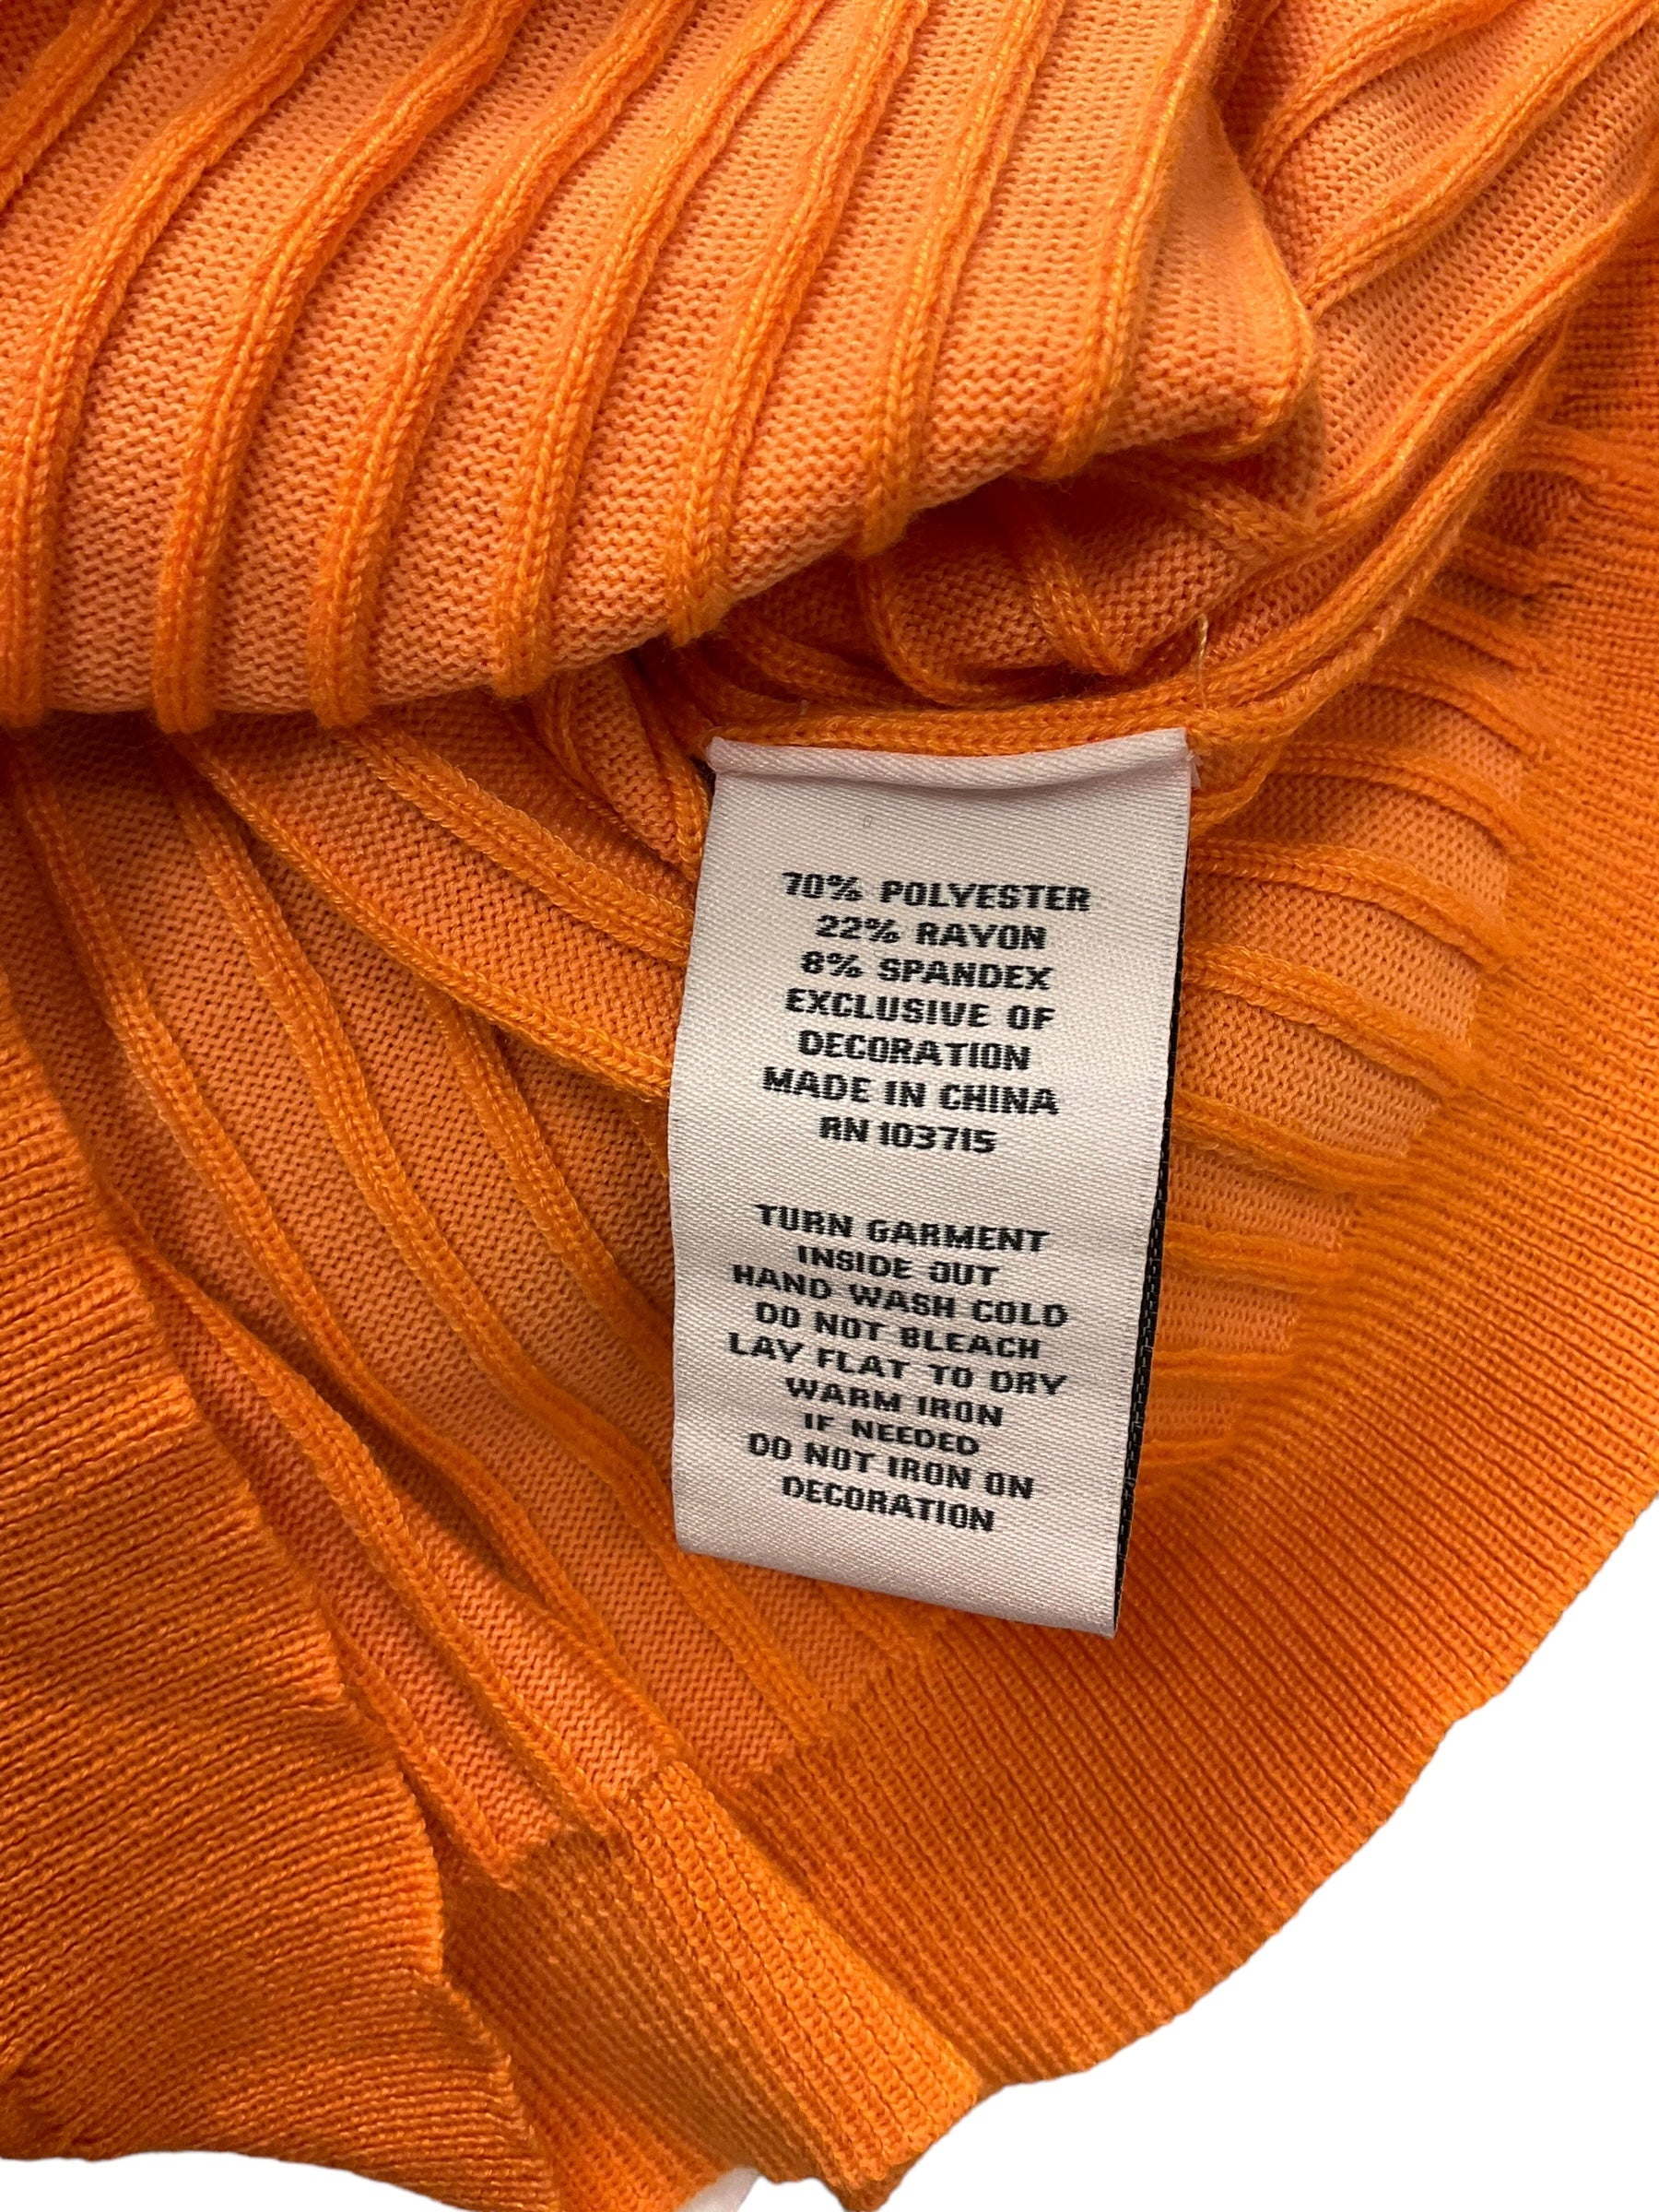 70% POLYESTER
22% RAYON
8% SPANDEX
EXCLUSIVE OF
DECORATION
MADE IN CHINA
RN 103715
TURN GARMENT
INSIDE OUT
HAND WASH COLD
DO NOT BLEACH
LAY FLAT TO DRY
WARM IRON
IF NEEDED
DO NOT IRON ON
DECORATION